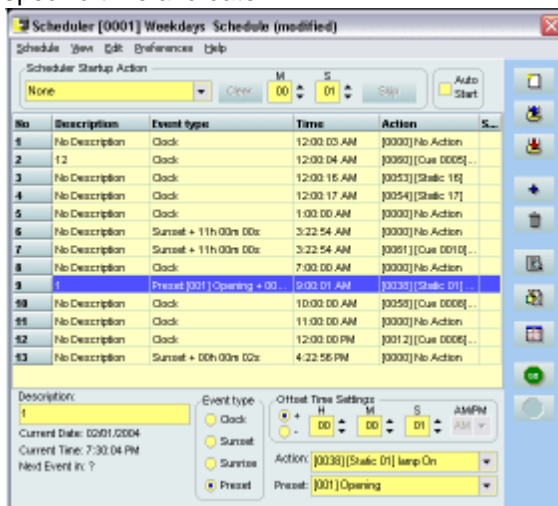 Scheduler [0001] Weekdays Schedule (modified)
Schedule View Edit Preferences Help
Scheduler Startup Action
None Clear M 00 S 01 Skip Auto Start
No Description Event type Time Action S...
1 No Description Clock 12:00:03 AM [0000] No Action
2 12 Clock 12:00:04 AM [0060] [Cue 0005]...
3 No Description Clock 12:00:16 AM [0053] [Static 16]
4 No Description Clock 12:00:17 AM [0054] [Static 17]
5 No Description Clock 1:00:00 AM [0000] No Action
6 No Description Sunset + 11h 00m 00s 3:22:54 AM [0000] No Action
7 No Description Sunset + 11h 00m 00s 3:22:54 AM [0061] [Cue 0010]...
8 No Description Clock 7:00:00 AM [0000] No Action
9 1 Preset [001] Opening + 00... 9:00:01 AM [0038] [Static 01]...
10 No Description Clock 10:00:00 AM [0058] [Cue 0008]...
11 No Description Clock 11:00:00 AM [0000] No Action
12 No Description Clock 12:00:00 PM [0012] [Cue 0006]...
13 No Description Sunset + 00h 00m 02s 4:22:56 PM [0000] No Action
Description:
1
Current Date: 02/01/2004
Current Time: 7:30:04 PM
Next Event in: ?
Event type
Clock
Sunset
Sunrise
Preset
Offset Time Settings
+ H M S AM/PM
- 00 00 01 AM
Action: [0038] [Static 01] lamp On
Preset: [001] Opening